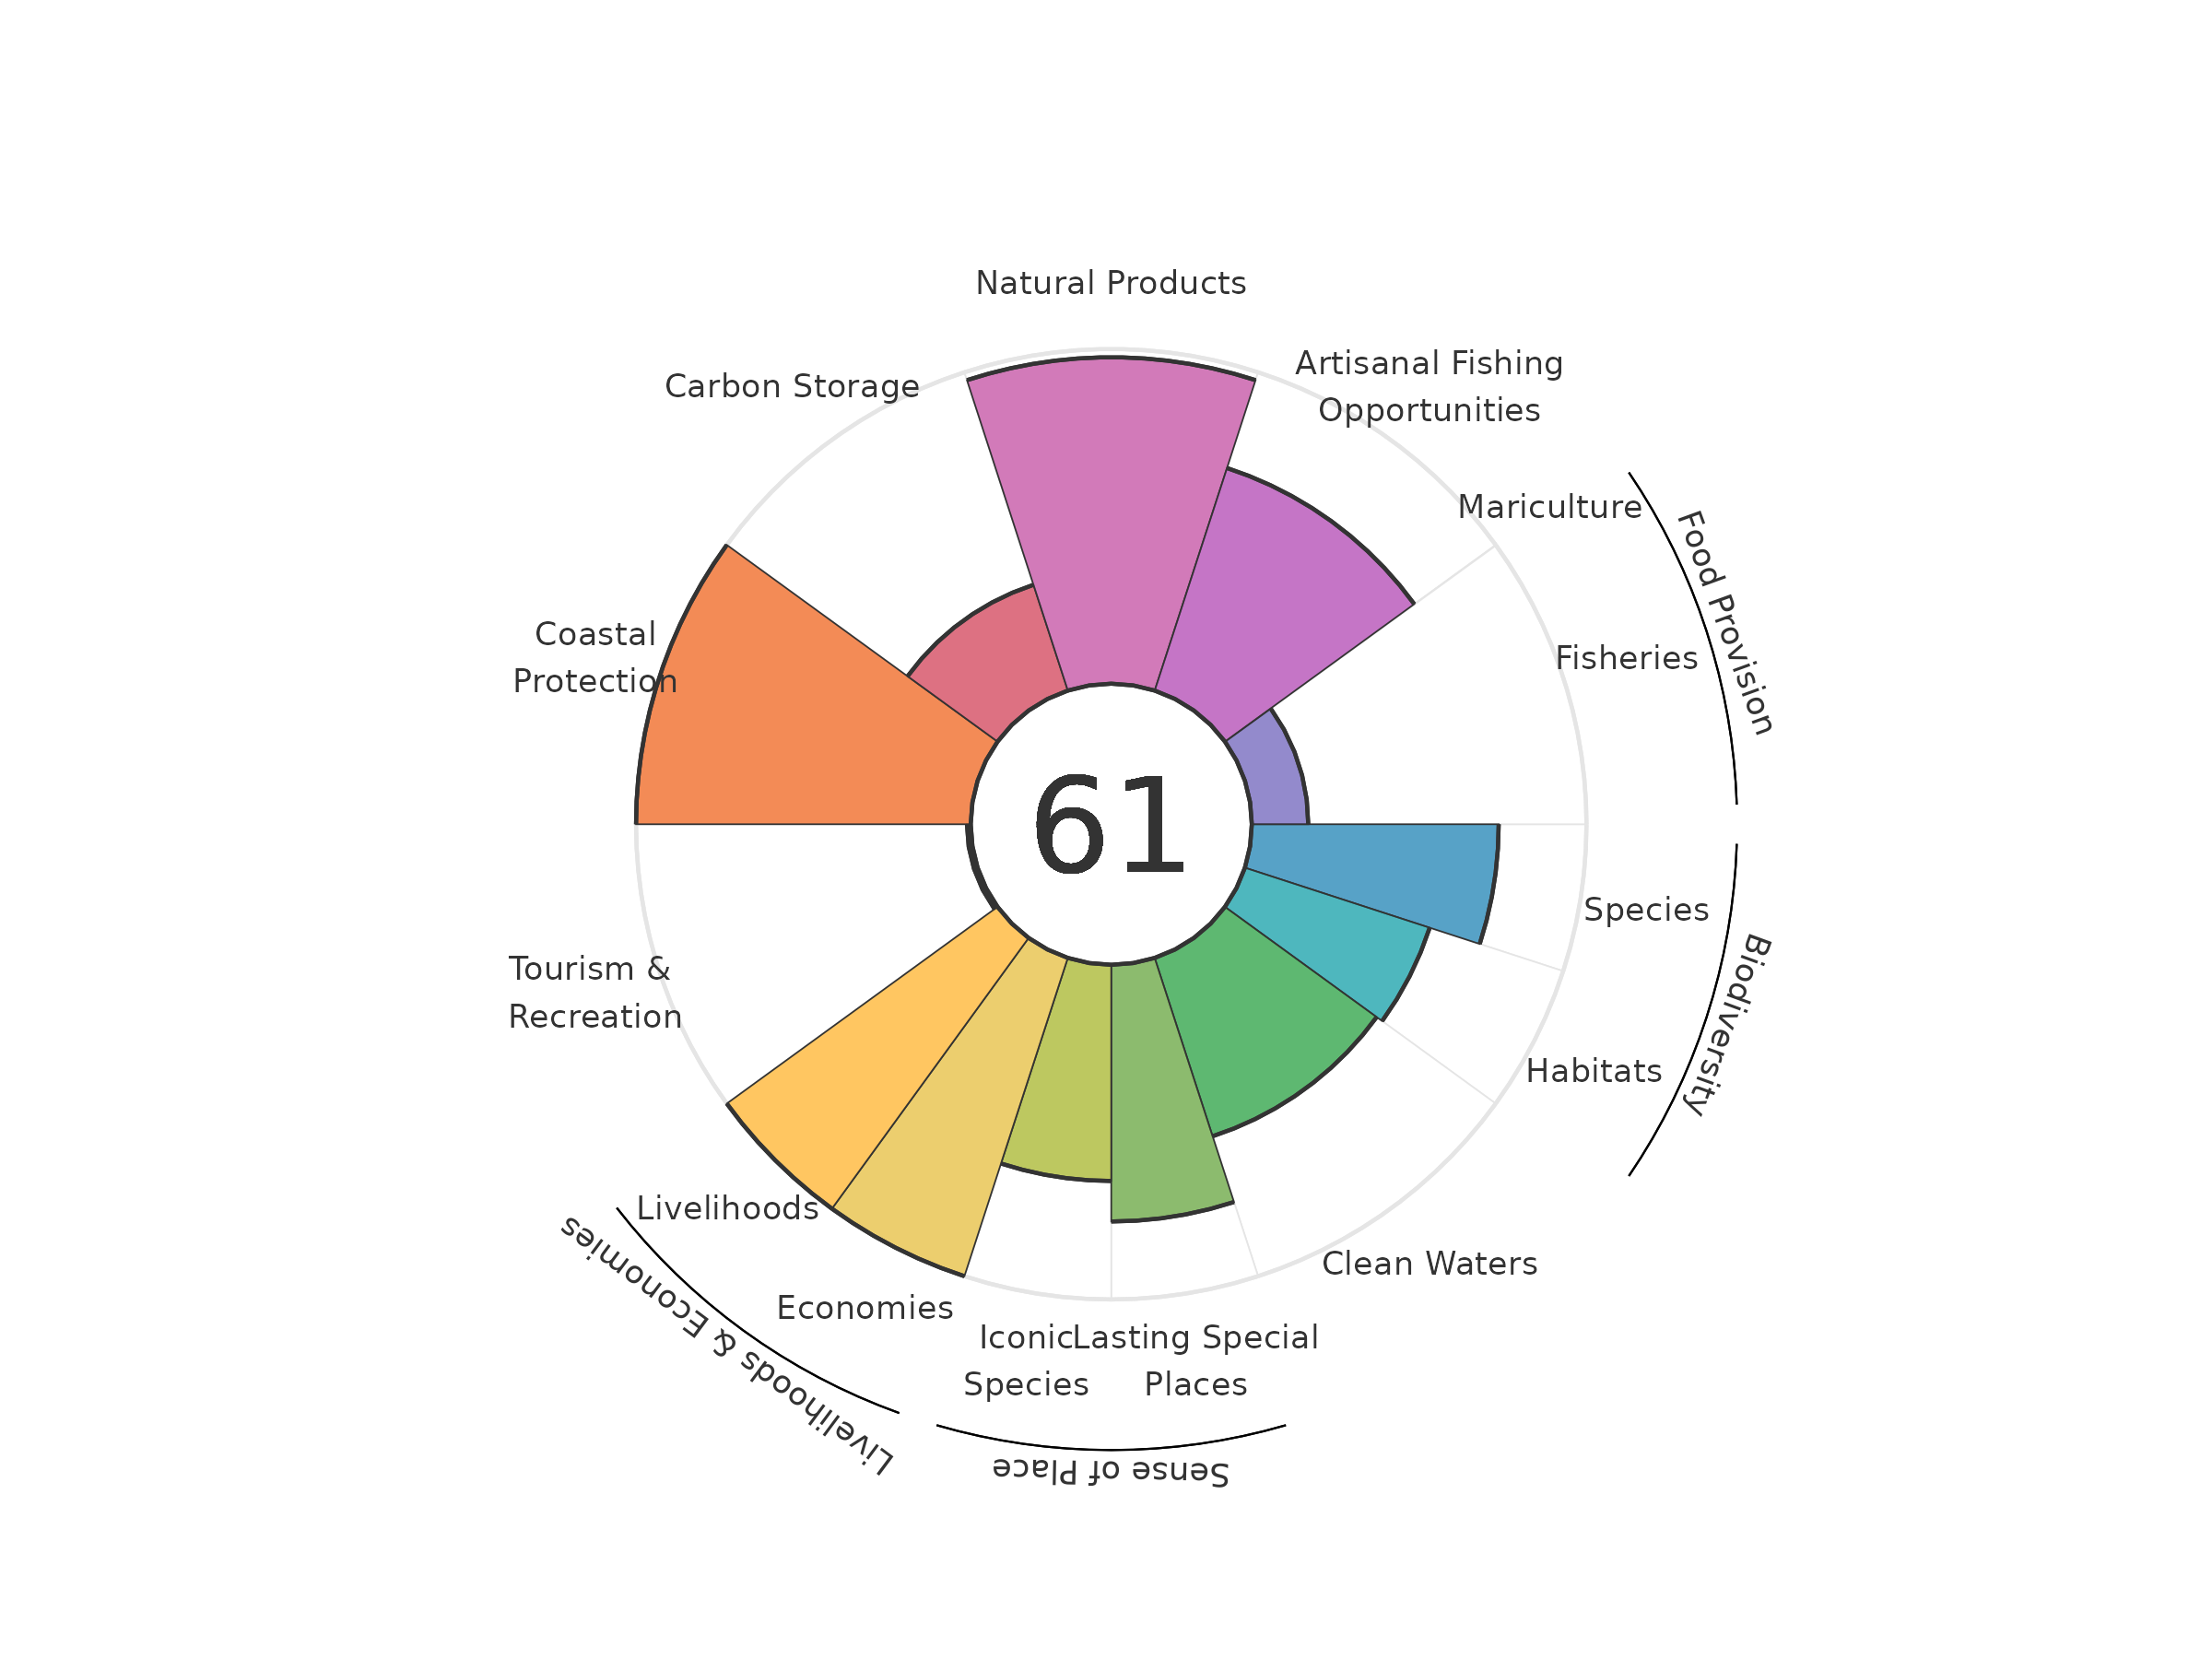 Natural Products
Artisanal Fishing
Opportunities
Carbon Storage
Mariculture
Food Provision
Fisheries
Coastal
Protection
61
Species
Biodiversity
Habitats
Tourism &
Recreation
Livelihoods
Livelihoods & Economies
Economies
Clean Waters
Iconic
Species
Lasting Special
Places
Sense of Place